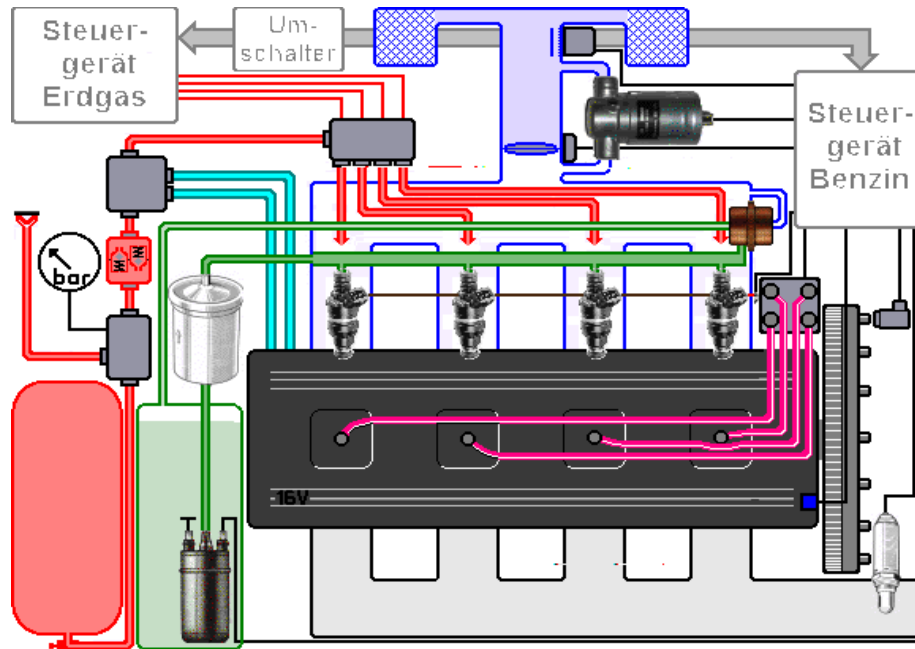 Steuer-
gerät
Erdgas
Um-
schalter
Steuer-
gerät
Benzin
bar
16V